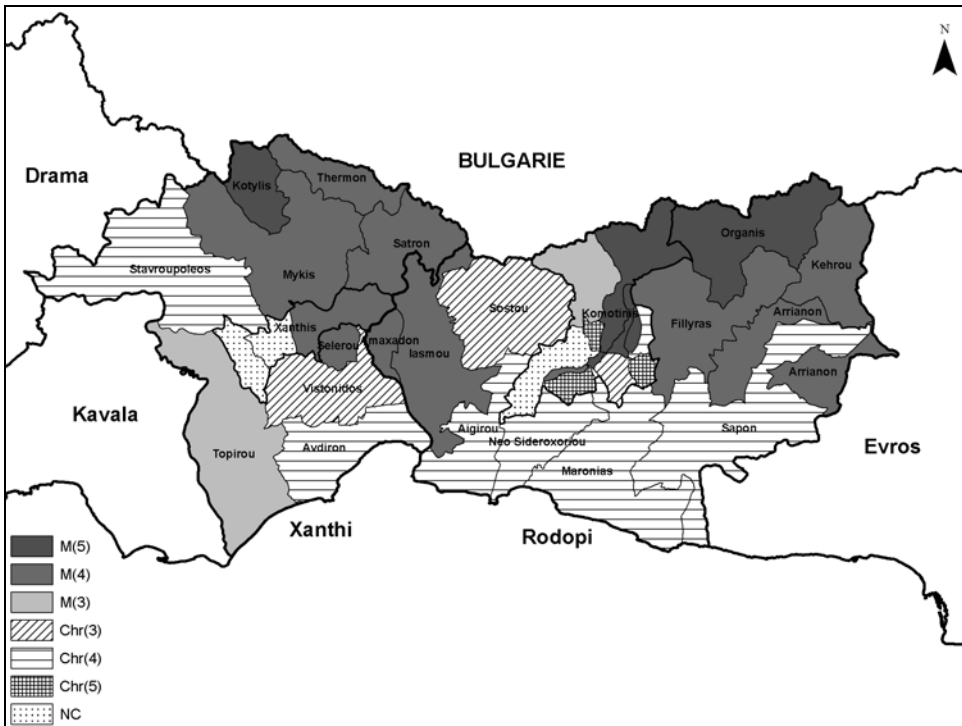 N
BULGARIE
Drama
Thermon
Kotylis
Organis
Satron
Kehrou
Stavroupoleos
Mykis
Sostou
Komotinis
Arrianon
Xanthis
Fillyras
Selerou
maxadon
Iasmou
Arrianon
Vistonidos
Kavala
Aigirou
Sapon
Neo Sideroxoriou
Evros
Avdiron
Topirou
Maronias
Xanthi
Rodopi
M(5)
M(4)
M(3)
Chr(3)
Chr(4)
Chr(5)
NC